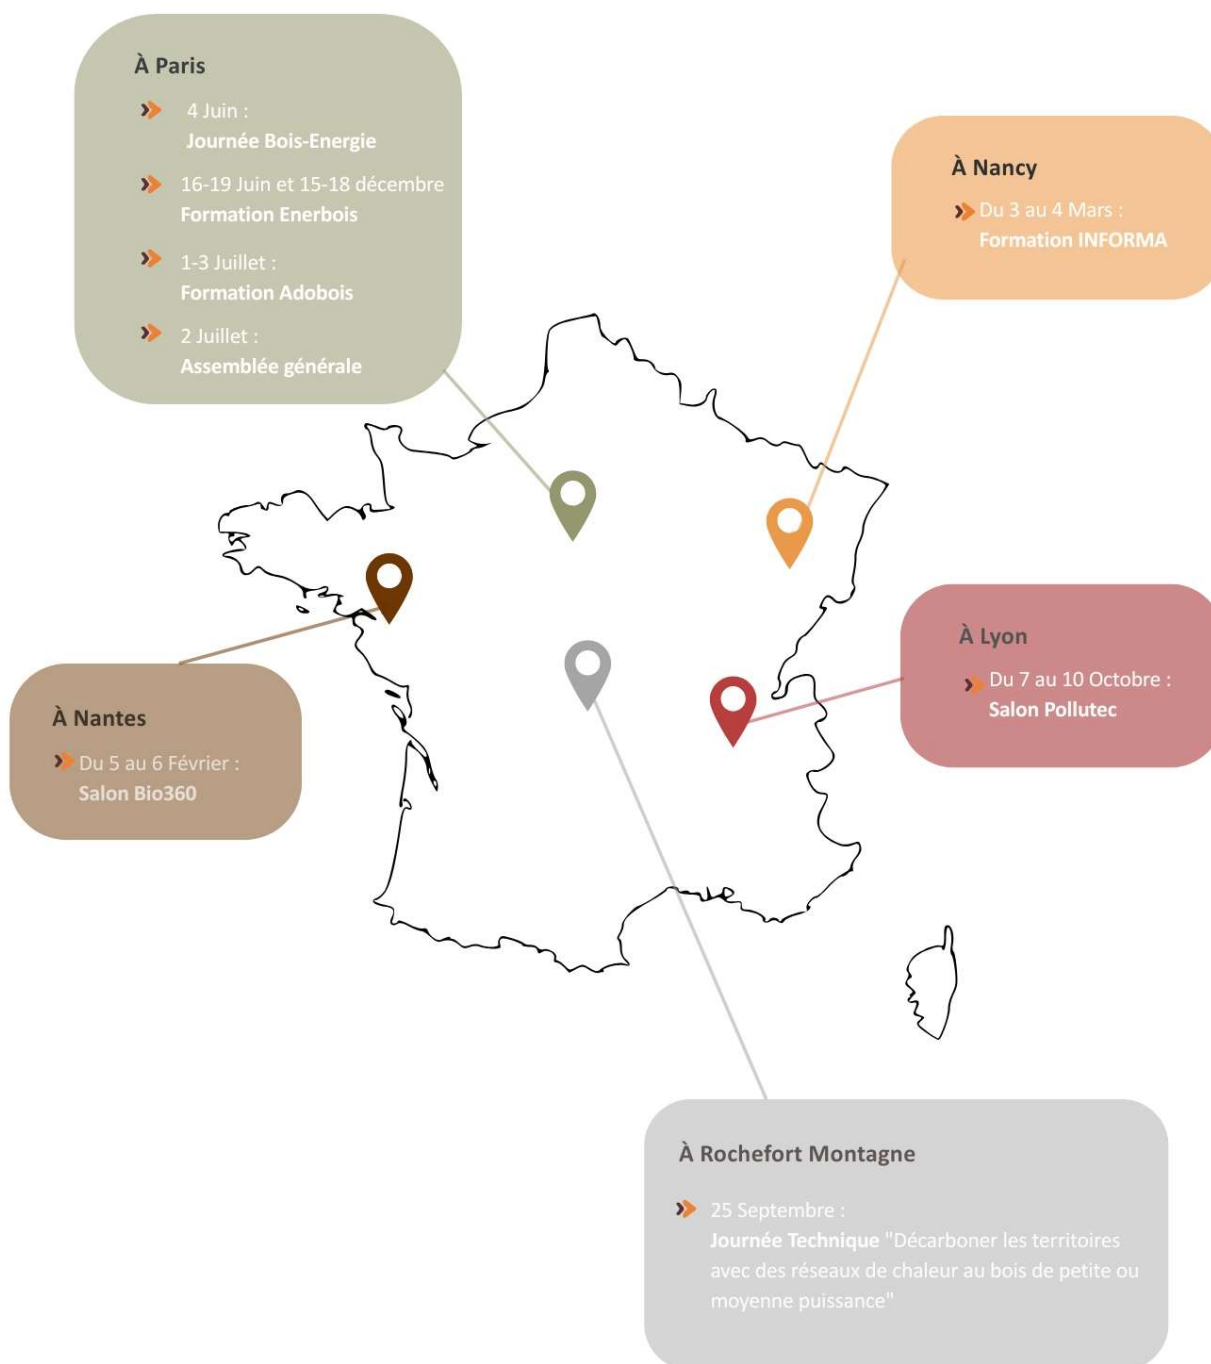 À Paris
4 Juin :
Journée Bois-Energie
16-19 Juin et 15-18 décembre
Formation Enerbois
1-3 Juillet :
Formation Adobois
2 Juillet :
Assemblée générale
À Nancy
Du 3 au 4 Mars :
Formation INFORMA
À Lyon
Du 7 au 10 Octobre :
Salon Pollutec
À Nantes
Du 5 au 6 Février :
Salon Bio360
À Rochefort Montagne
25 Septembre :
Journée Technique "Décarboner les territoires
avec des réseaux de chaleur au bois de petite ou
moyenne puissance"